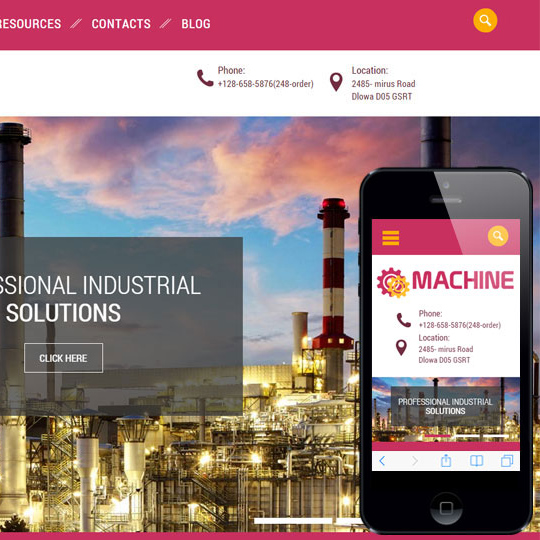 RESOURCES // CONTACTS // BLOG
Phone:
+128-658-5876(248-order)
Location:
2485- mirus Road
Dlowa D05 GSRT
SSIONAL INDUSTRIAL
SOLUTIONS
CLICK HERE
MACHINE
Phone:
+128-658-5876(248-order)
Location:
2485- mirus Road
Dlowa D05 GSRT
PROFESSIONAL INDUSTRIAL
SOLUTIONS